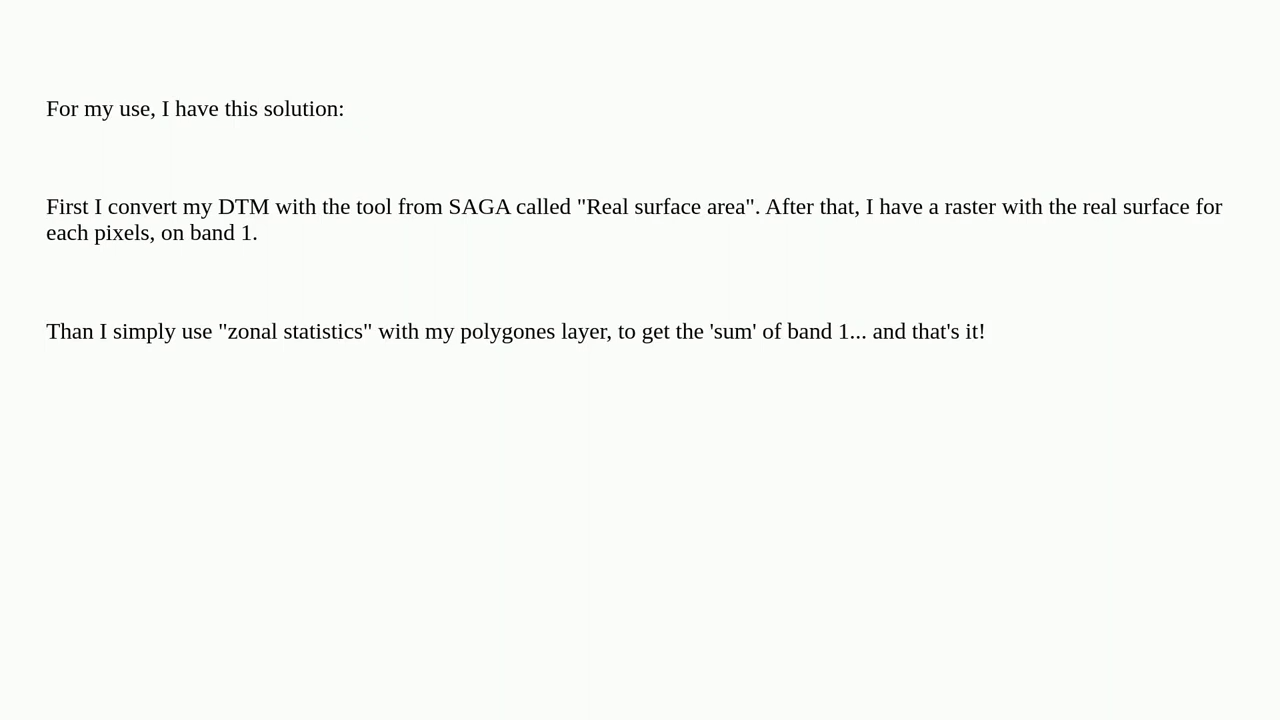 For my use, I have this solution:
First I convert my DTM with the tool from SAGA called "Real surface area". After that, I have a raster with the real surface for
each pixels, on band 1.
Than I simply use "zonal statistics" with my polygones layer, to get the 'sum' of band 1... and that's it!